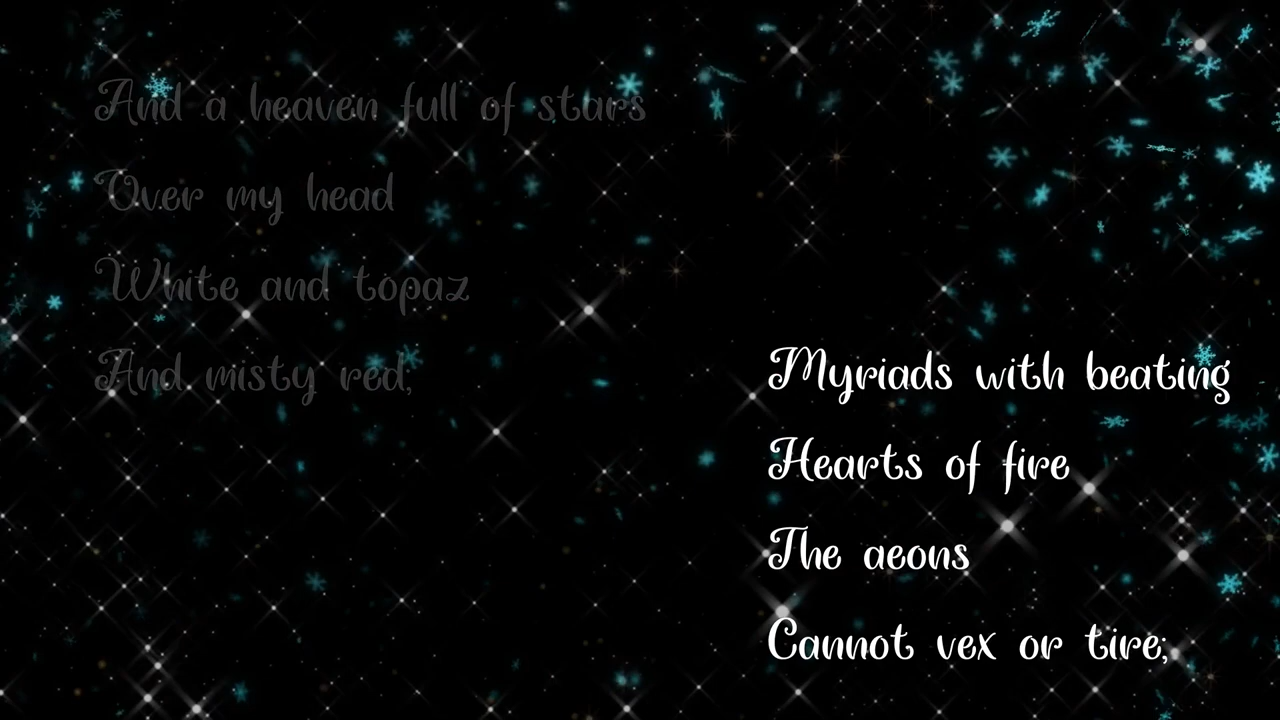 And a heaven full of stars
Over my head
White and topaz
And misty red;
Myriads with beating
Hearts of fire
The aeons
Cannot vex or tire;